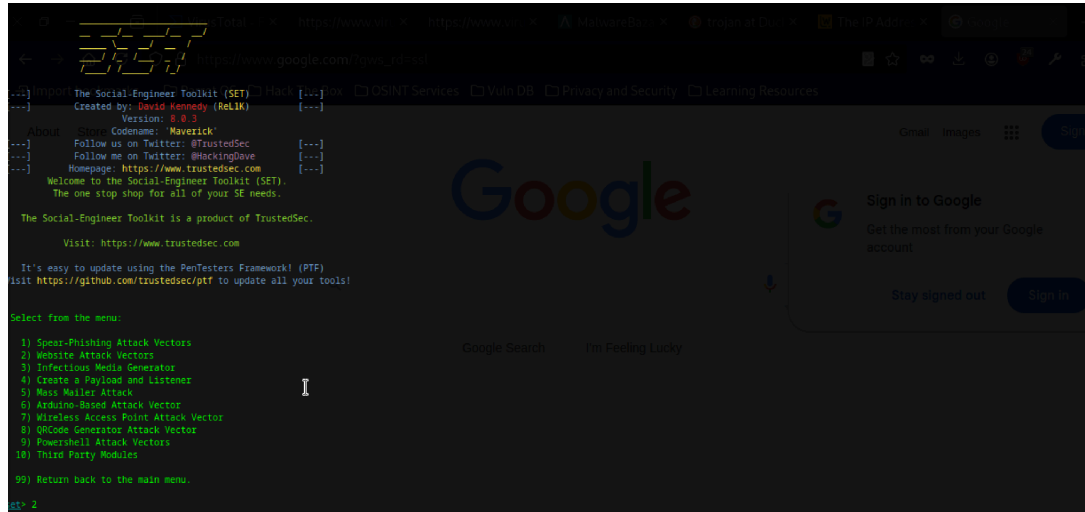 The Social-Engineer Toolkit (SET)
[---] Created by: David Kennedy (ReL1K) [---]
Version: 8.0.3
Codename: 'Maverick'
[---] Follow us on Twitter: @TrustedSec [---]
[---] Follow me on Twitter: @HackingDave [---]
[---] Homepage: https://www.trustedsec.com [---]
Welcome to the Social-Engineer Toolkit (SET).
The one stop shop for all of your SE needs.
The Social-Engineer Toolkit is a product of TrustedSec.
Visit: https://www.trustedsec.com
It's easy to update using the PenTesters Framework! (PTF)
Visit https://github.com/trustedsec/ptf to update all your tools!
Select from the menu:
1) Spear-Phishing Attack Vectors
2) Website Attack Vectors
3) Infectious Media Generator
4) Create a Payload and Listener
5) Mass Mailer Attack
6) Arduino-Based Attack Vector
7) Wireless Access Point Attack Vector
8) QRCode Generator Attack Vector
9) Powershell Attack Vectors
10) Third Party Modules
99) Return back to the main menu.
set> 2
https://www.google.com/?gws_rd=ssl
OSINT Services
Vuln DB
Privacy and Security
Learning Resources
About
Store
Gmail
Images
Google
Sign in to Google
Get the most from your Google
account
Stay signed out
Sign in
Google Search
I'm Feeling Lucky